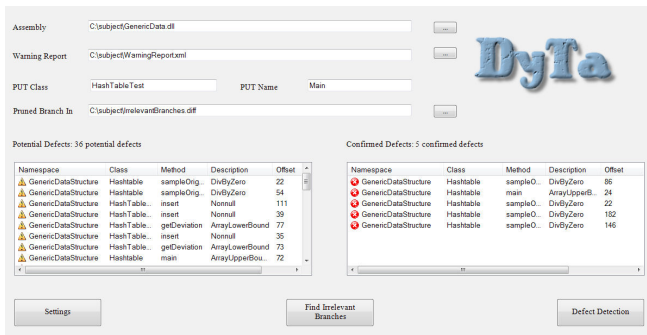 Assembly C:\subject\GenericData.dll ...
Warning Report C:\subject\WarningReport.xml ...
DyTa
PUT Class HashTableTest PUT Name Main
Pruned Branch In C:\subject\IrrelevantBranches.diff ...
Potential Defects: 36 potential defects
Namespace Class Method Description Offset
GenericDataStructure Hashtable sampleOrig... DivByZero 22
GenericDataStructure Hashtable sampleOrig... DivByZero 54
GenericDataStructure HashTable... insert Nonnull 111
GenericDataStructure HashTable... insert Nonnull 39
GenericDataStructure HashTable... getDeviation ArrayLowerBound 77
GenericDataStructure HashTable... insert Nonnull 35
GenericDataStructure HashTable... getDeviation ArrayLowerBound 73
GenericDataStructure Hashtable main ArrayUpperBou... 72
Confirmed Defects: 5 confirmed defects
Namespace Class Method Description Offset
GenericDataStructure Hashtable sampleO... DivByZero 86
GenericDataStructure Hashtable main ArrayUpperB... 24
GenericDataStructure Hashtable sampleO... DivByZero 22
GenericDataStructure Hashtable sampleO... DivByZero 182
GenericDataStructure Hashtable sampleO... DivByZero 146
Settings
Find Irrelevant
Branches
Defect Detection